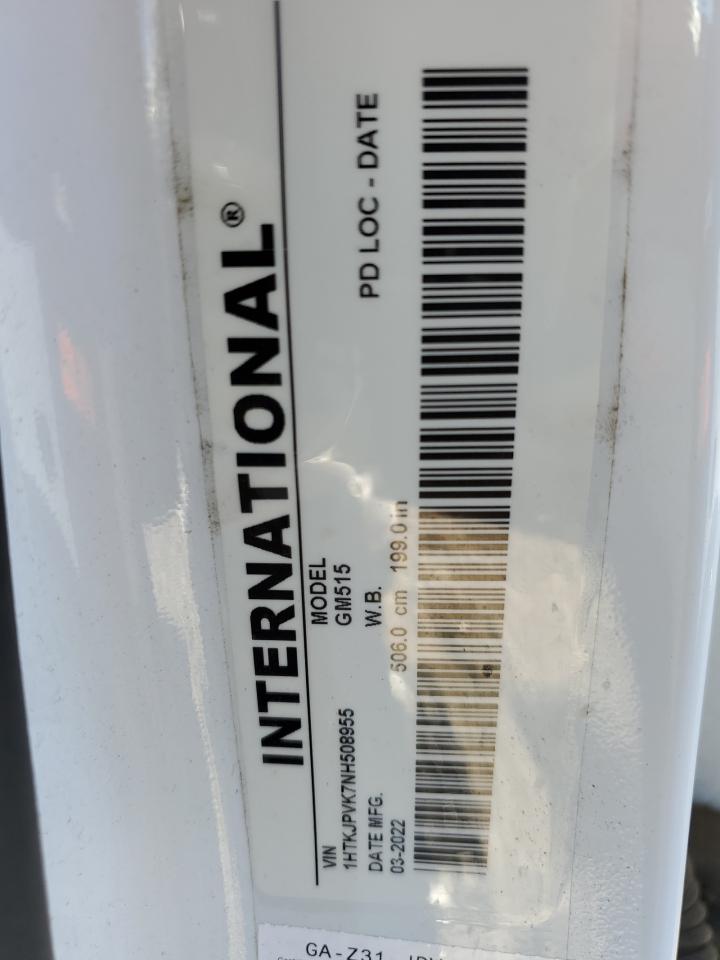 INTERNATIONAL®
VIN
1HTKJPVK7NH508955
MODEL
GM515
DATE MFG.
03-2022
W.B.
506.0 cm 199.0 in
PD LOC - DATE
GA-Z31